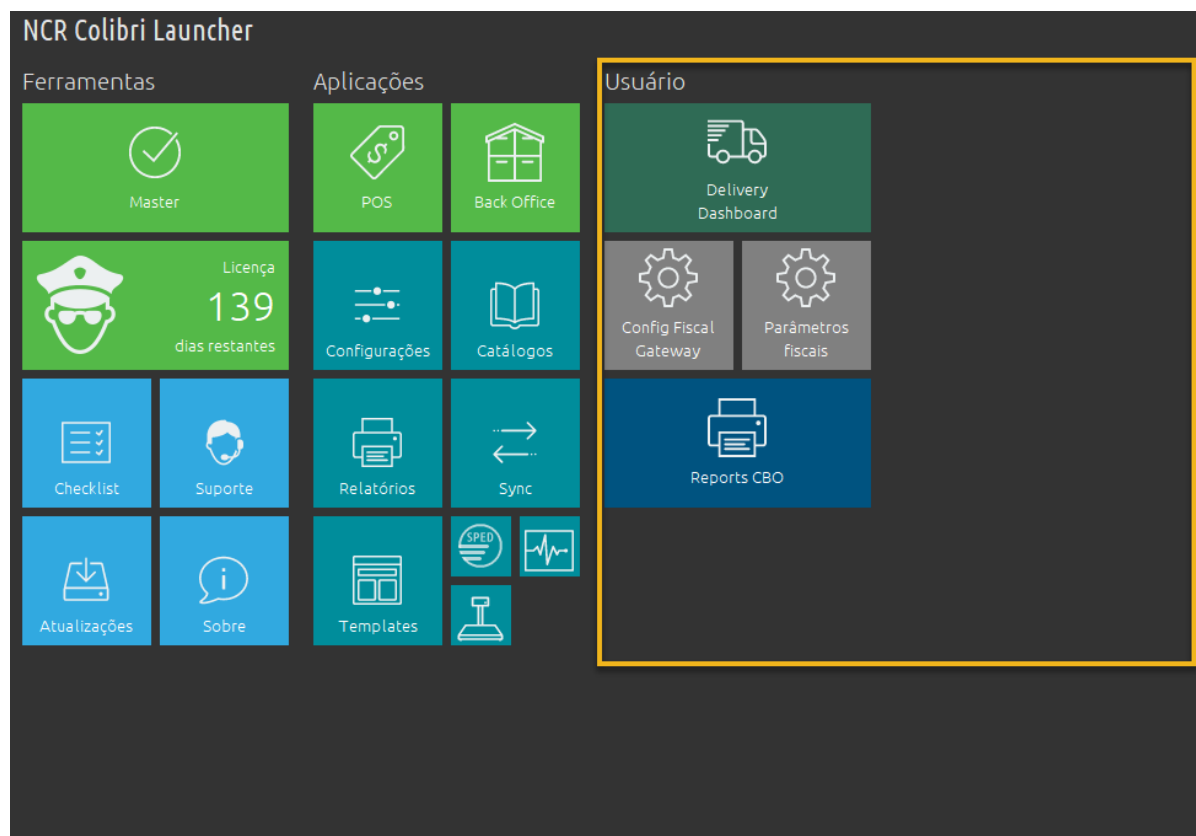 NCR Colibri Launcher
Ferramentas
Master
Licença
139
dias restantes
Checklist
Suporte
Atualizações
Sobre
Aplicações
POS
Back Office
Configurações
Catálogos
Relatórios
Sync
Templates
SPED
Usuário
Delivery
Dashboard
Config Fiscal
Gateway
Parâmetros
fiscais
Reports CBO